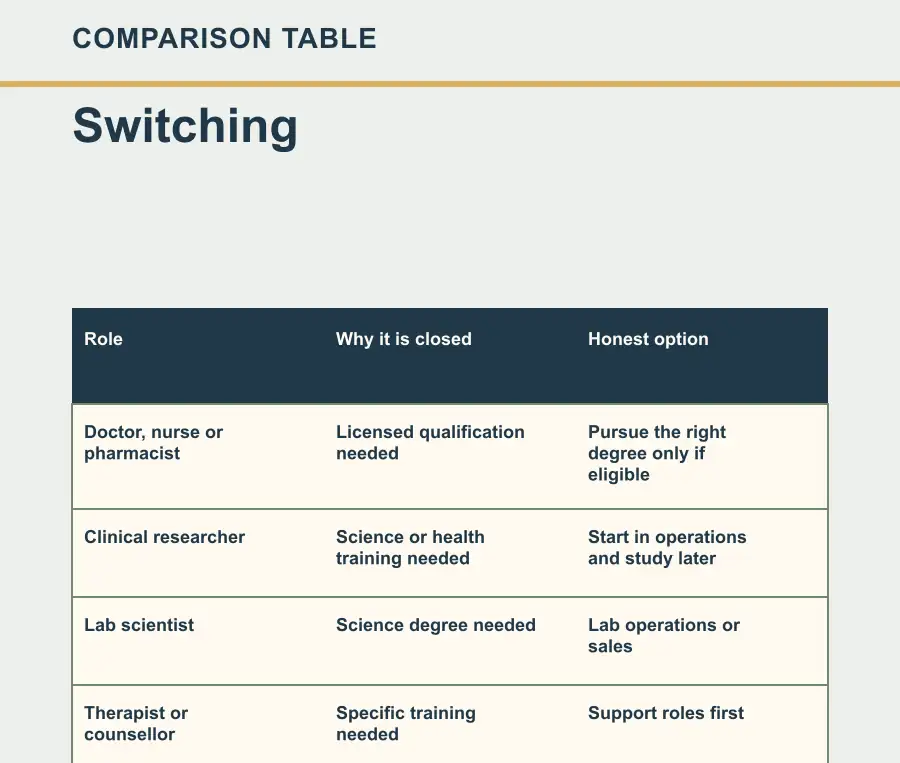 COMPARISON TABLE
Switching
Role
Why it is closed
Honest option
Doctor, nurse or
pharmacist
Licensed qualification
needed
Pursue the right
degree only if
eligible
Clinical researcher
Science or health
training needed
Start in operations
and study later
Lab scientist
Science degree needed
Lab operations or
sales
Therapist or
counsellor
Specific training
needed
Support roles first